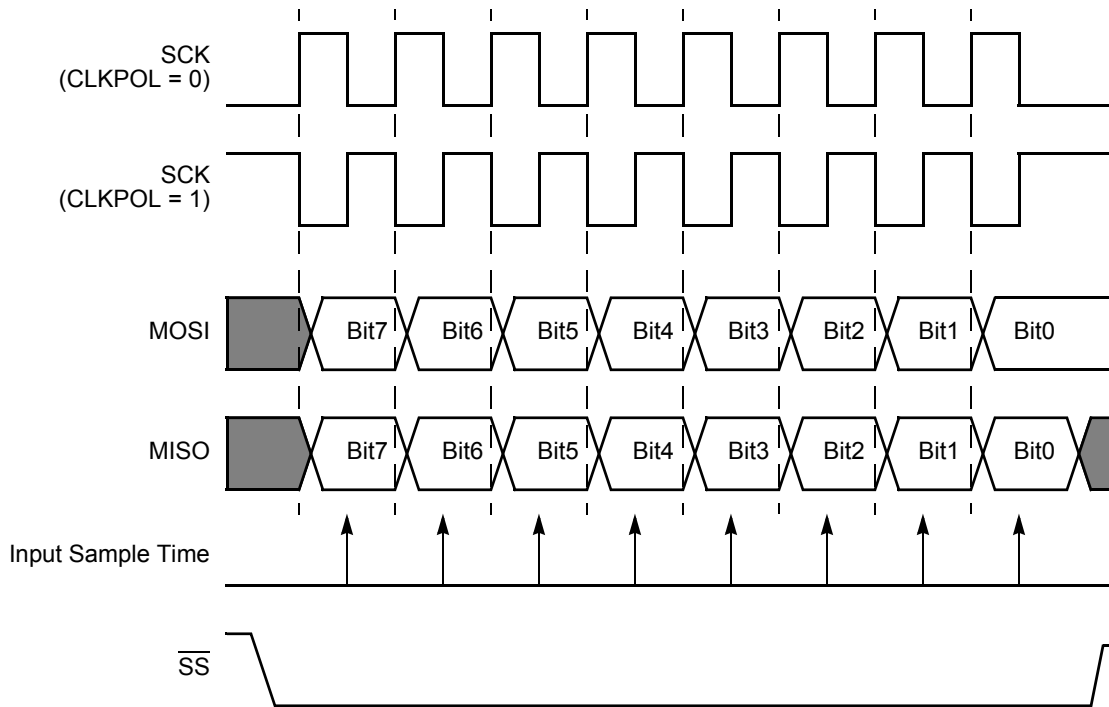 SCK
(CLKPOL = 0)
SCK
(CLKPOL = 1)
MOSI
Bit7 Bit6 Bit5 Bit4 Bit3 Bit2 Bit1 Bit0
MISO
Bit7 Bit6 Bit5 Bit4 Bit3 Bit2 Bit1 Bit0
Input Sample Time
SS